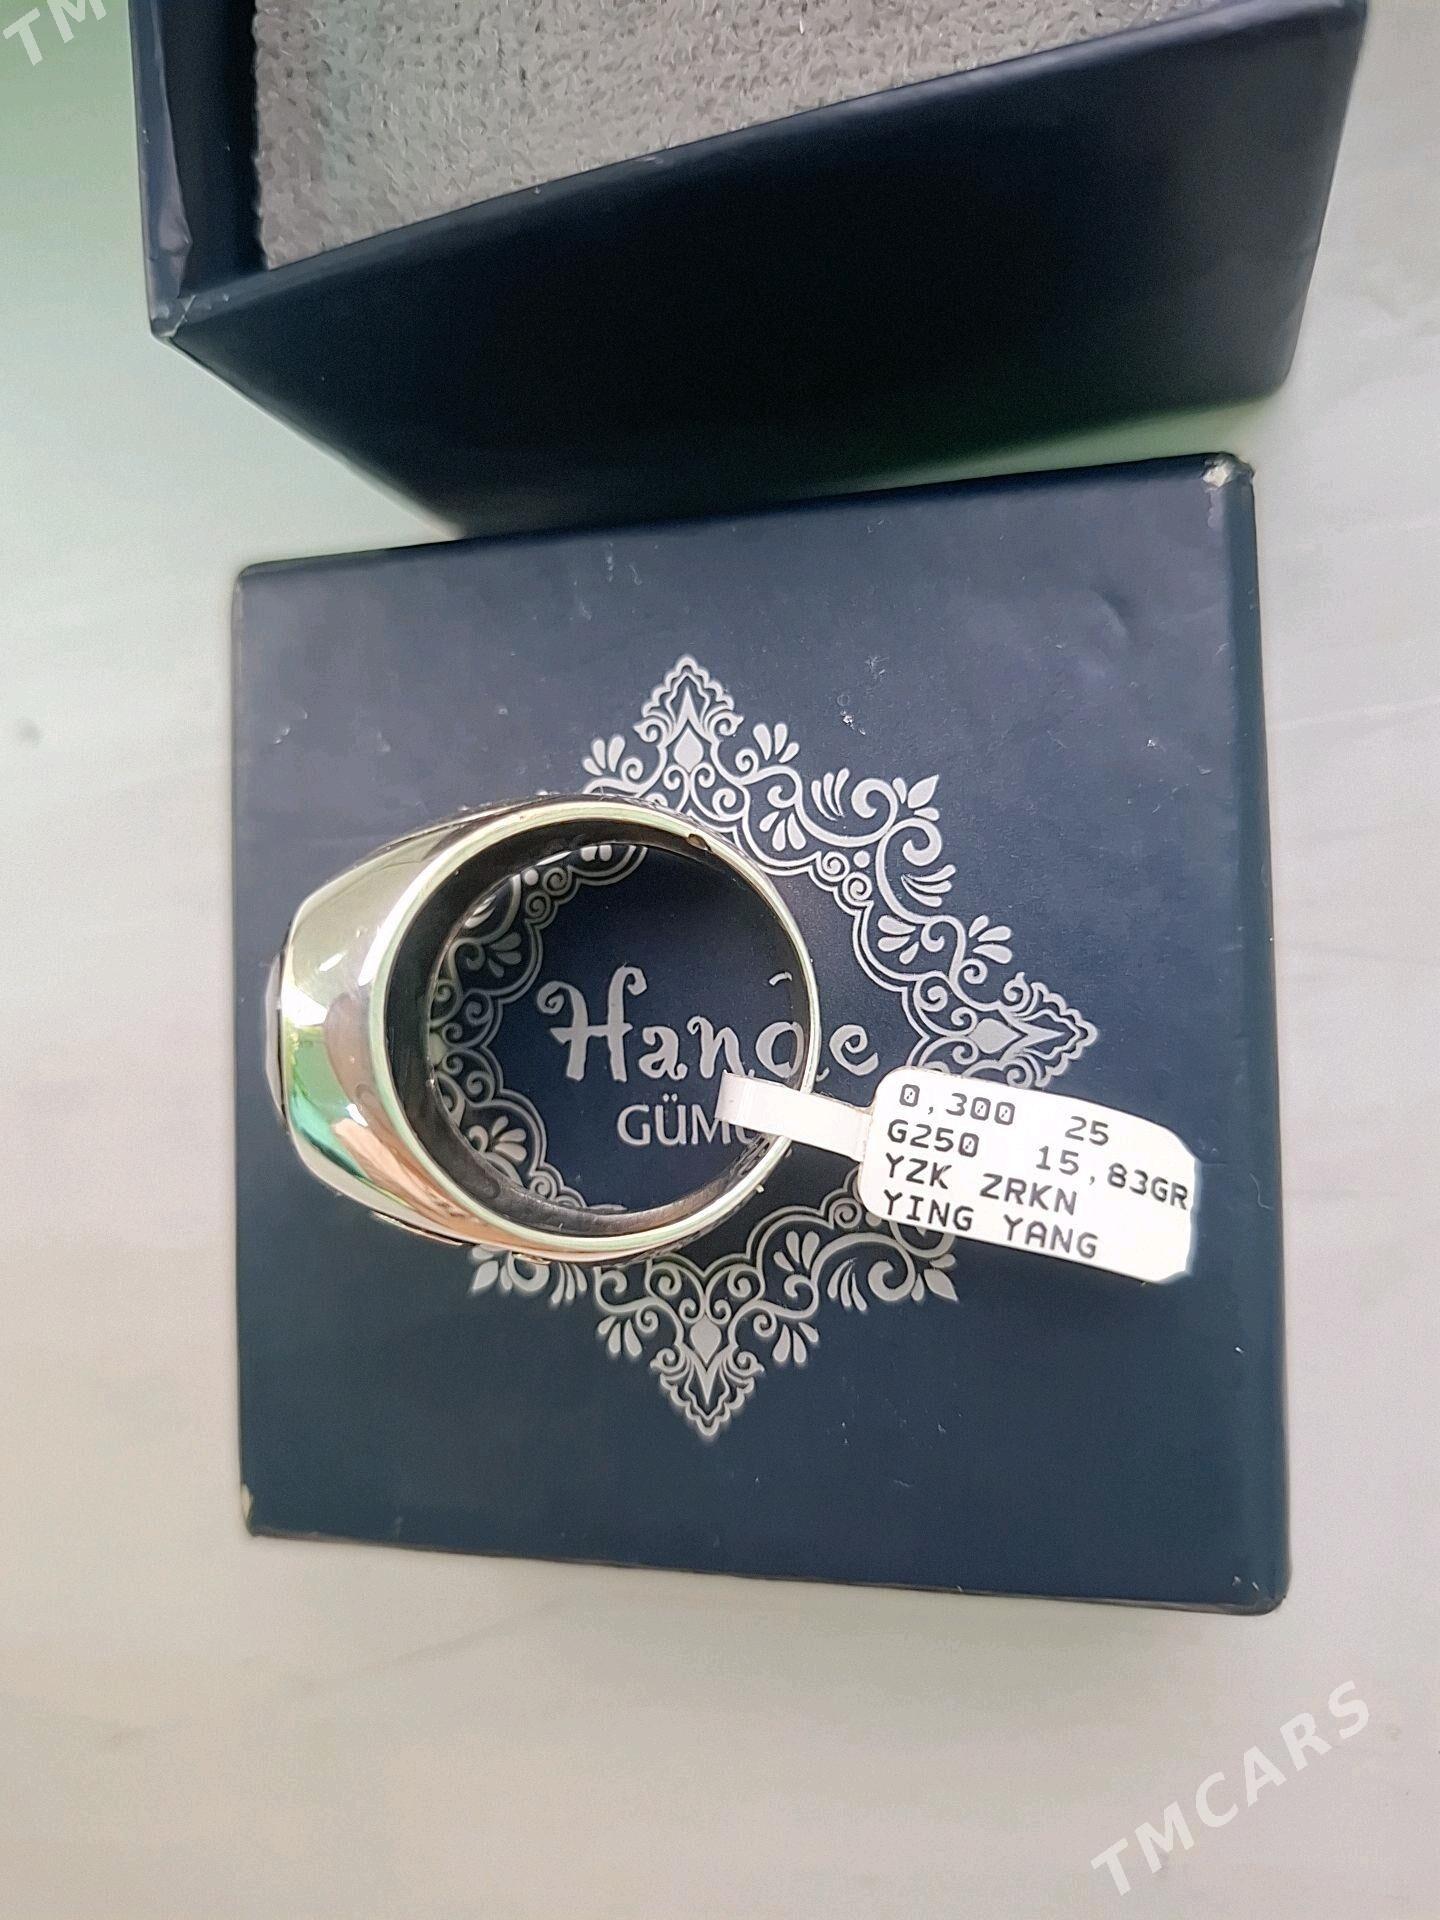 TM
Hande
GÜMÜ
0,300 25
G250 15,83GR
YZK ZRKN
YING YANG
TMCARS